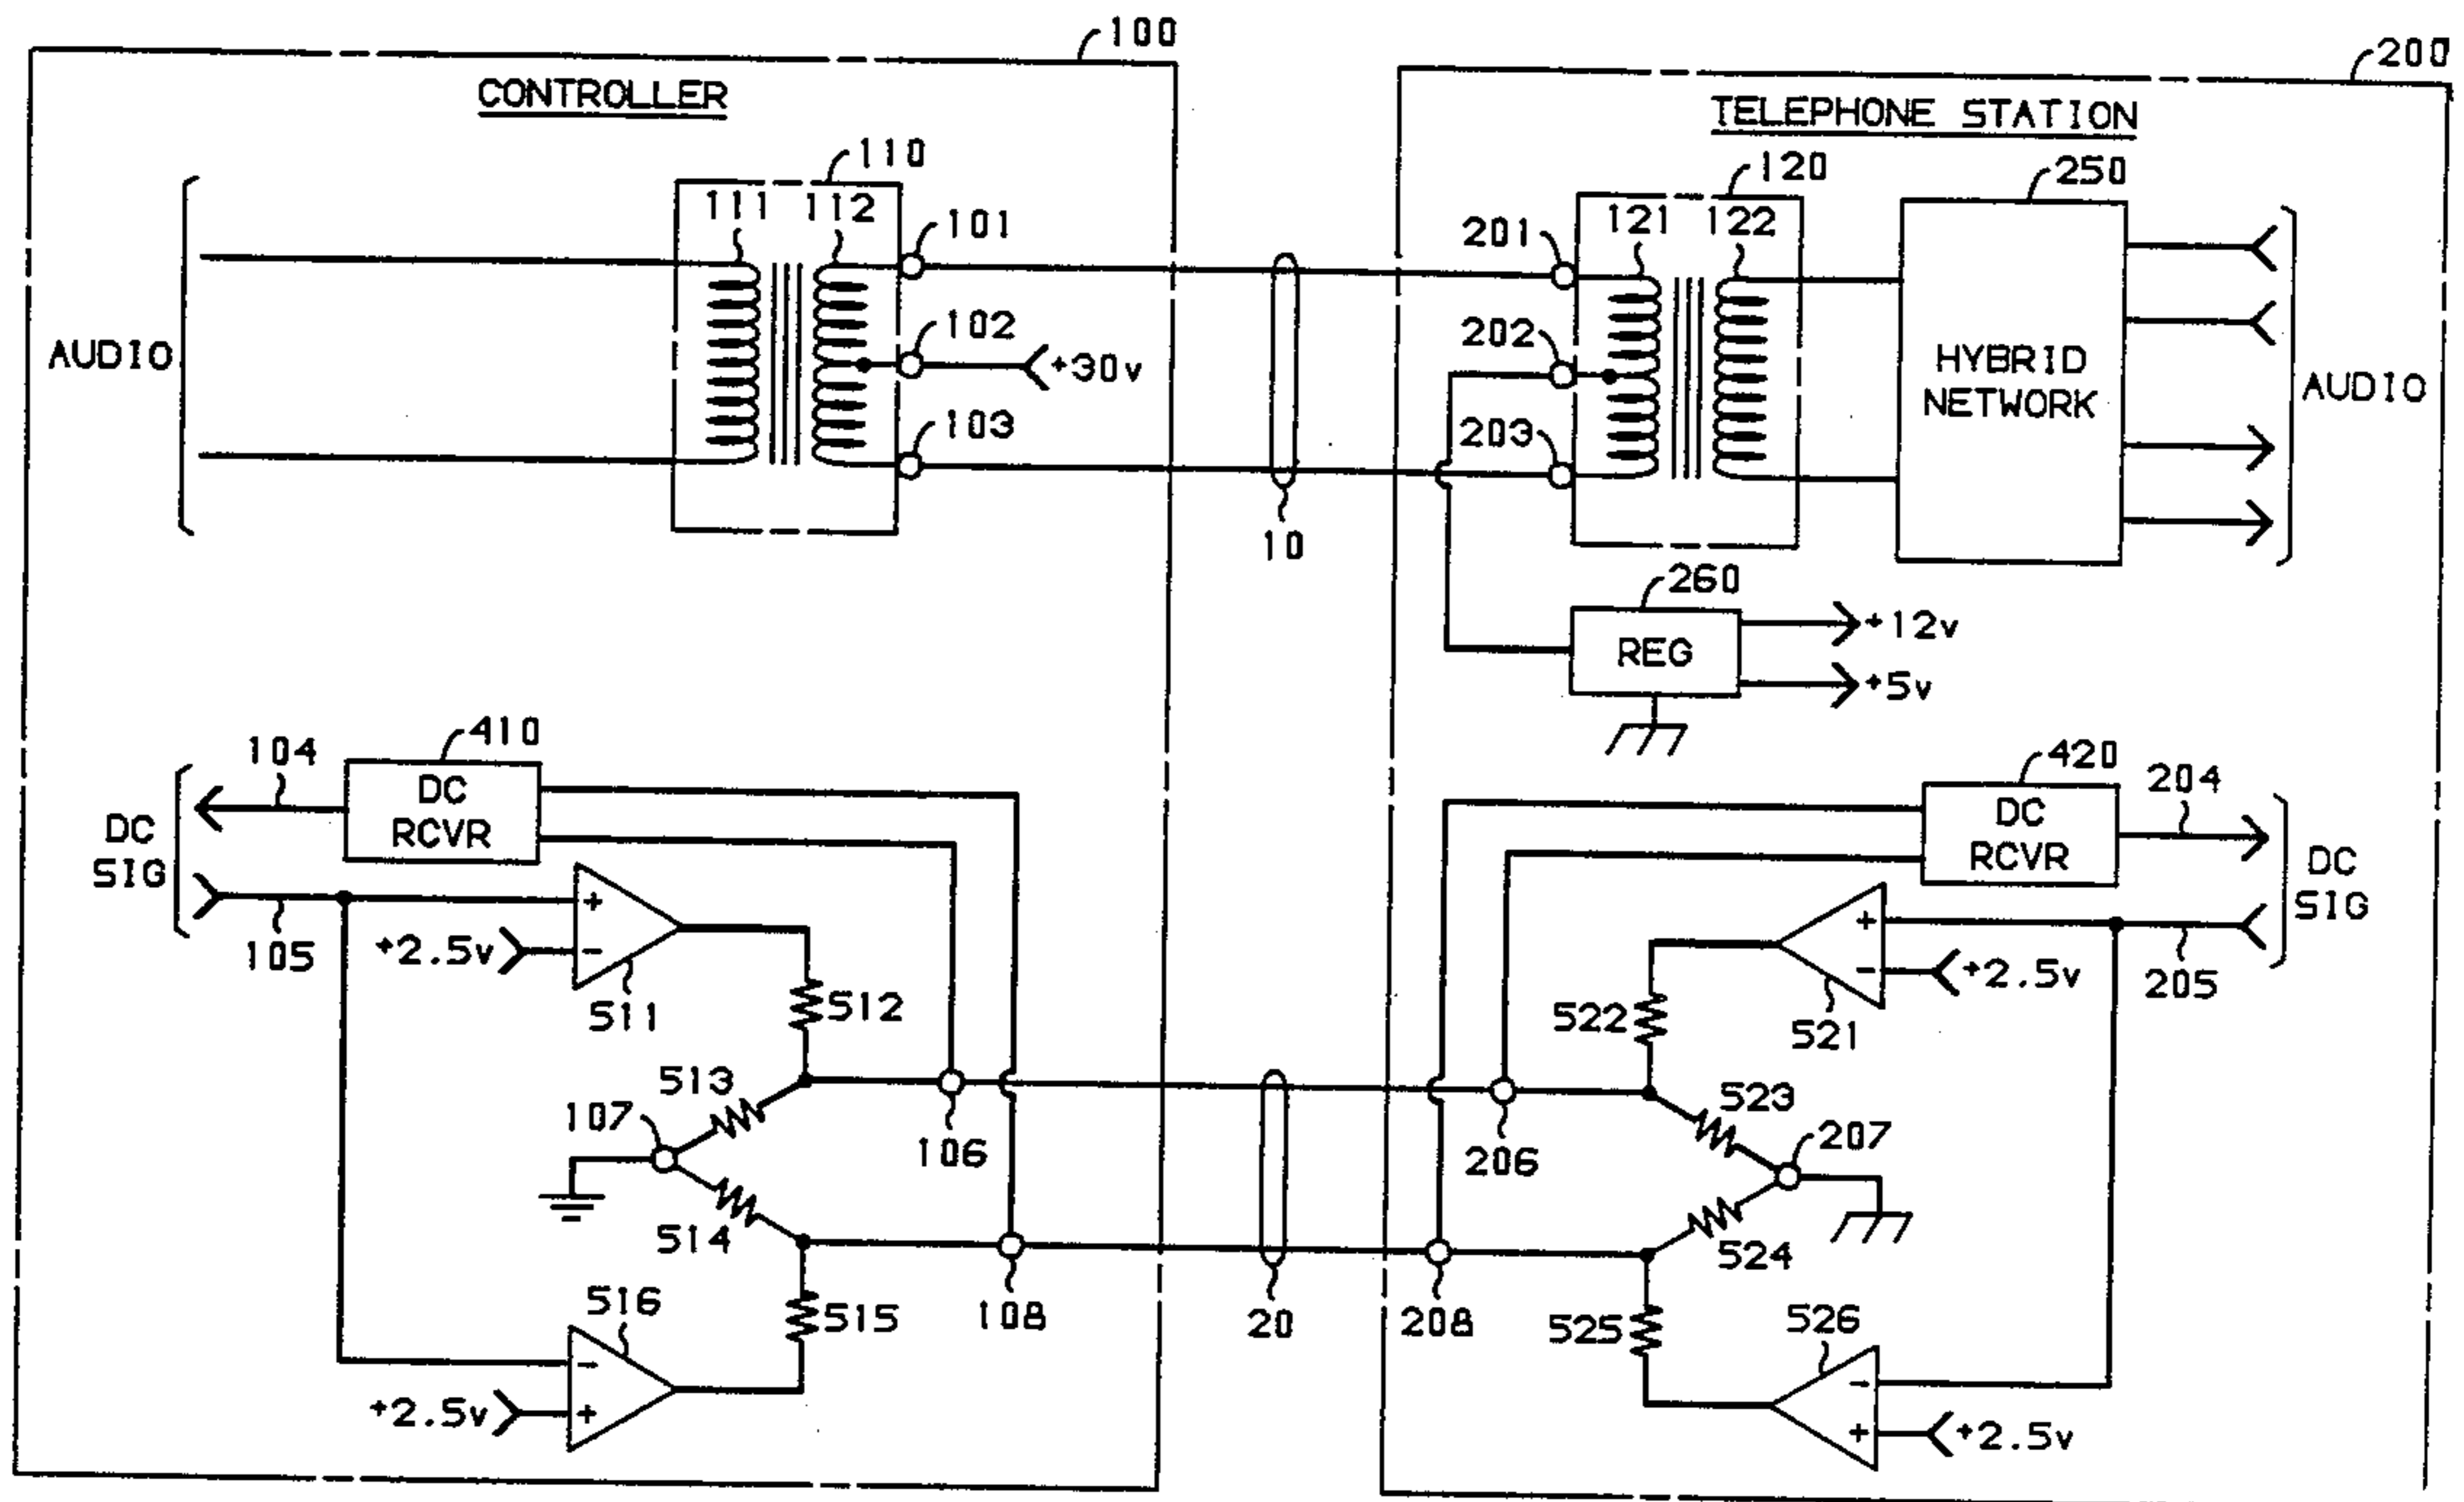 100
200
CONTROLLER
TELEPHONE STATION
110
120
250
111
112
101
201
121
122
102
+30v
202
AUDIO
HYBRID
NETWORK
AUDIO
103
203
10
260
REG
+12v
+5v
104
410
DC
RCVR
DC
SIG
105
+
-
+2.5v
511
512
420
DC
RCVR
204
DC
SIG
205
+
-
+2.5v
521
522
513
107
106
514
523
206
207
524
516
515
108
20
208
525
526
-
+
+2.5v
-
+
+2.5v